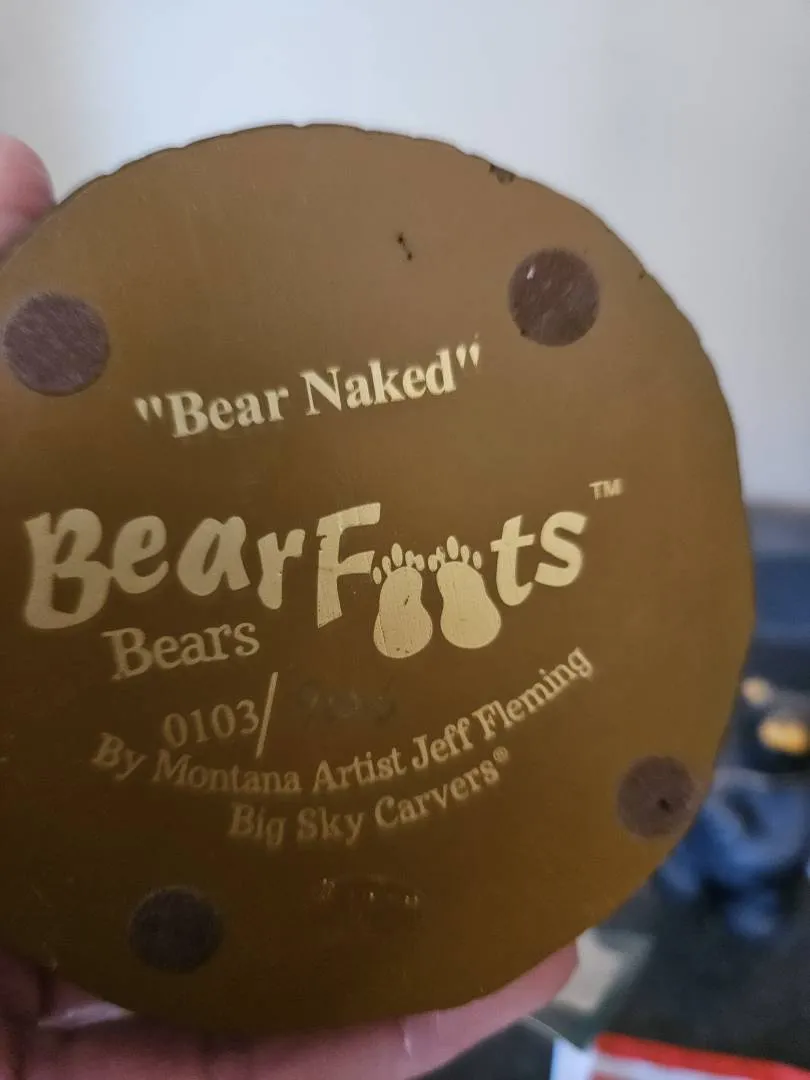 "Bear Naked"
BearFoots™
Bears
0103/
By Montana Artist Jeff Fleming
Big Sky Carvers®